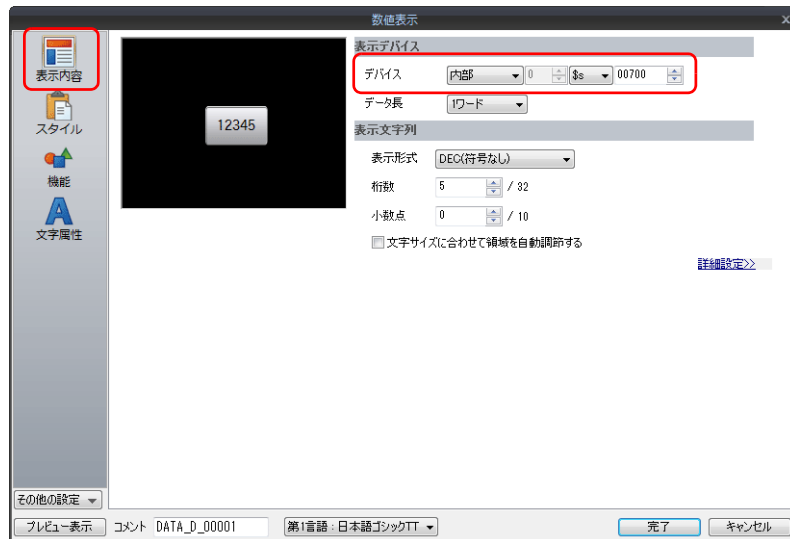 数値表示
x
表示内容
スタイル
機能
文字属性
12345
表示デバイス
デバイス 内部 0 $s 00700
データ長 1ワード
表示文字列
表示形式 DEC(符号なし)
桁数 5 / 32
小数点 0 / 10
文字サイズに合わせて領域を自動調節する
詳細設定>>
その他の設定
プレビュー表示 コメント DATA_D_00001 第1言語:日本語ゴシックTT 完了 キャンセル